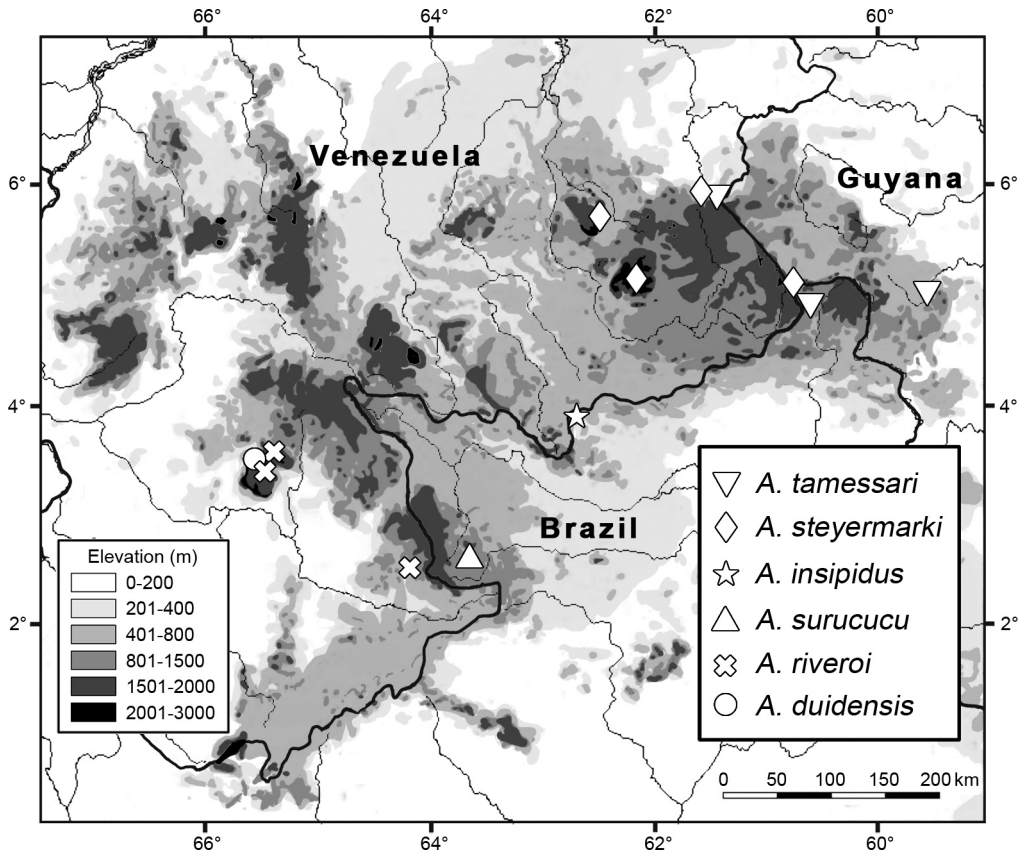 66° 64° 62° 60°
Venezuela
6° Guyana 6°
4° 4°
Brazil
2° 2°
Elevation (m)
0-200
201-400
401-800
801-1500
1501-2000
2001-3000
A. tamessari
A. steyermarki
A. insipidus
A. surucucu
A. riveroi
A. duidensis
0 50 100 150 200 km
66° 64° 62° 60°